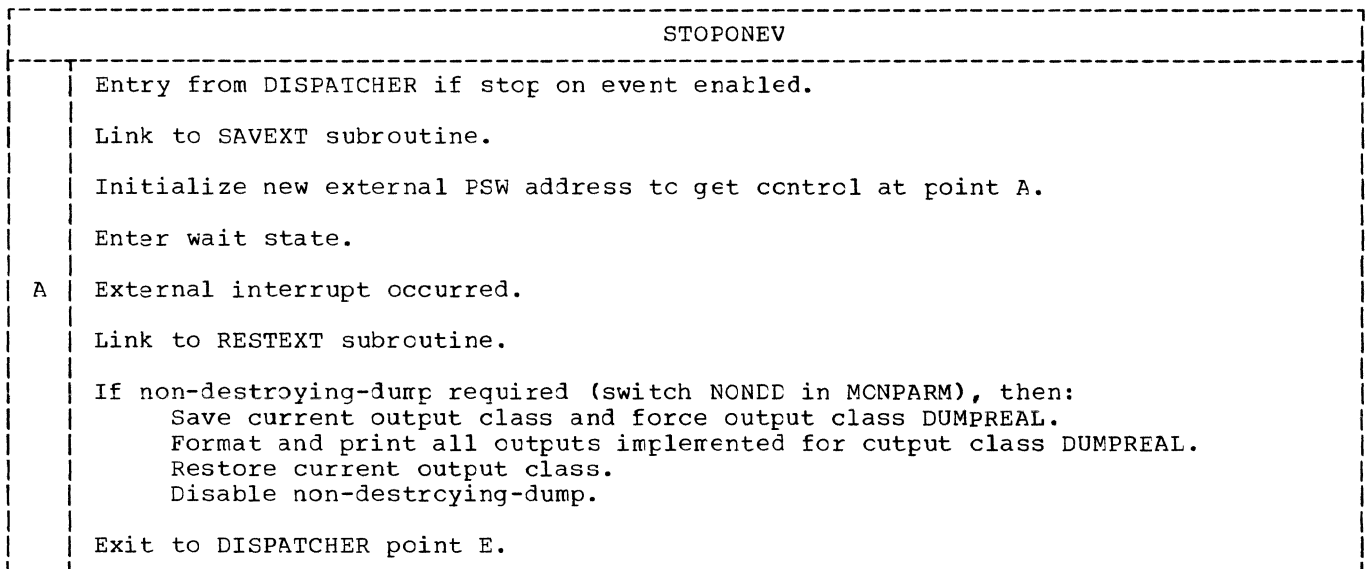 STOPONEV
Entry from DISPATCHER if stop on event enabled.
Link to SAVEXT subroutine.
Initialize new external PSW address to get control at point A.
Enter wait state.
A External interrupt occurred.
Link to RESTEXT subroutine.
If non-destroying-dump required (switch NONDD in MCNPARM), then:
Save current output class and force output class DUMPREAL.
Format and print all outputs implemented for output class DUMPREAL.
Restore current output class.
Disable non-destroying-dump.
Exit to DISPATCHER point E.